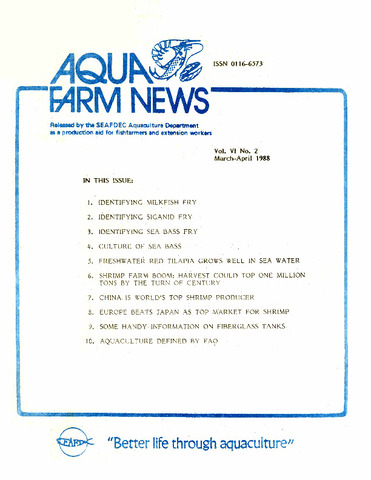 AQUA
FARM NEWS
ISSN 0116-6573
Released by the SEAFDEC Aquaculture Department
as a production aid for fishfarmers and extension workers
Vol. VI No. 2
March-April 1988
IN THIS ISSUE:
1. IDENTIFYING MILKFISH FRY
2. IDENTIFYING SIGANID FRY
3. IDENTIFYING SEA BASS FRY
4. CULTURE OF SEA BASS
5. FRESHWATER RED TILAPIA GROWS WELL IN SEA WATER
6. SHRIMP FARM BOOM: HARVEST COULD TOP ONE MILLION
TONS BY THE TURN OF CENTURY
7. CHINA IS WORLD'S TOP SHRIMP PRODUCER
8. EUROPE BEATS JAPAN AS TOP MARKET FOR SHRIMP
9. SOME HANDY INFORMATION ON FIBERGLASS TANKS
10. AQUACULTURE DEFINED BY FAO
SEAFDEC
"Better life through aquaculture"